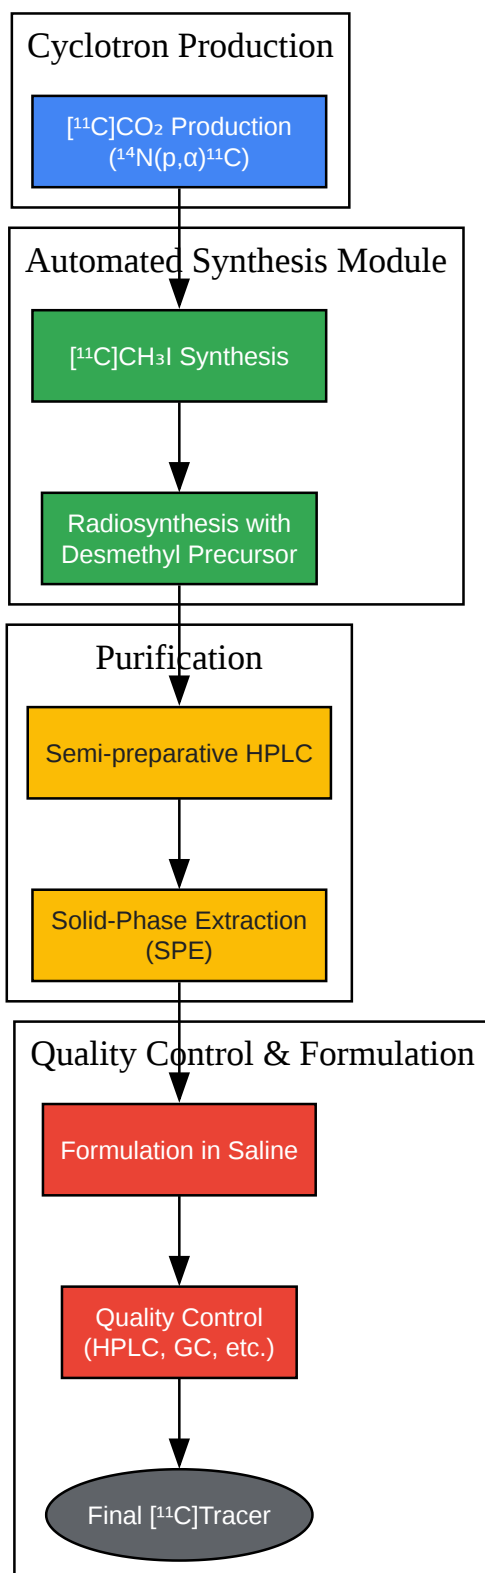 Cyclotron Production
[¹¹C]CO₂ Production
(¹⁴N(p,α)¹¹C)
Automated Synthesis Module
[¹¹C]CH₃I Synthesis
Radiosynthesis with
Desmethyl Precursor
Purification
Semi-preparative HPLC
Solid-Phase Extraction
(SPE)
Quality Control & Formulation
Formulation in Saline
Quality Control
(HPLC, GC, etc.)
Final [¹¹C]Tracer